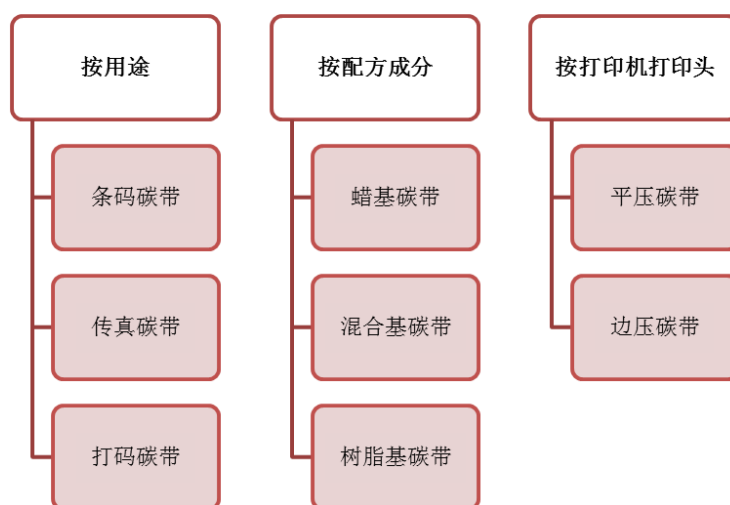 按用途
条码碳带
传真碳带
打码碳带
按配方成分
蜡基碳带
混合基碳带
树脂基碳带
按打印机打印头
平压碳带
边压碳带